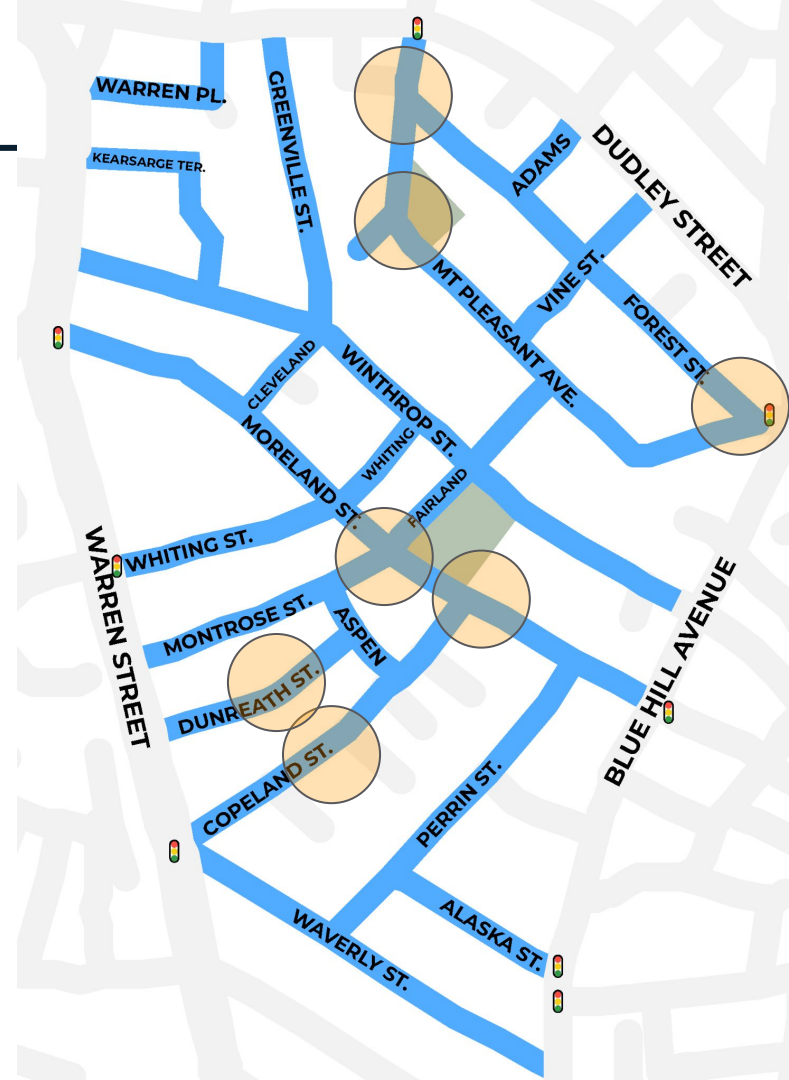 WARREN PL.
KEARSARGE TER.
GREENVILLE ST.
ADAMS
DUDLEY STREET
VINE ST.
MT PLEASANT AVE.
FOREST ST.
CLEVELAND
WINTHROP ST.
WHITING
MORELAND ST.
FAIRLAND
WHITING ST.
WARREN STREET
MONTROSE ST.
ASPEN
BLUE HILL AVENUE
DUNREATH ST.
COPELAND ST.
PERRIN ST.
ALASKA ST.
WAVERLY ST.